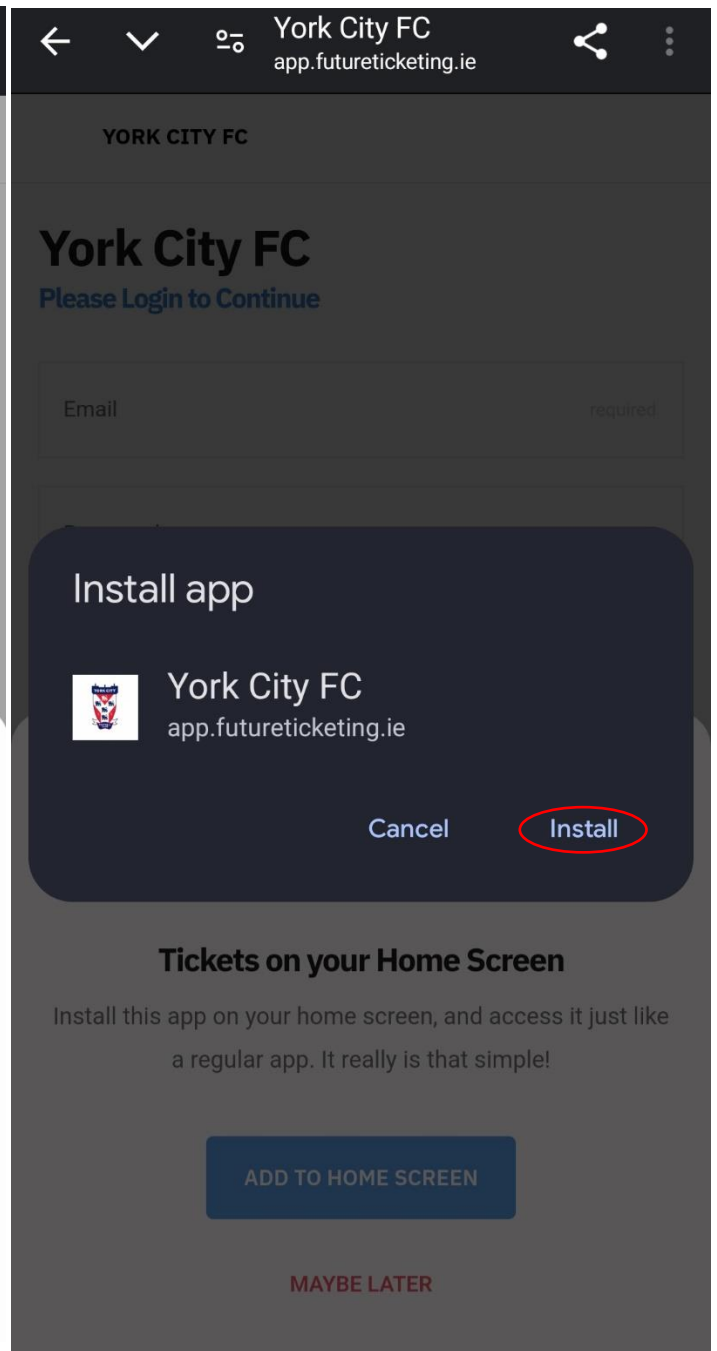 York City FC
app.futureticketing.ie
YORK CITY FC
York City FC
Please Login to Continue
Email
required
Install app
York City FC
app.futureticketing.ie
Cancel
Install
Tickets on your Home Screen
Install this app on your home screen, and access it just like
a regular app. It really is that simple!
ADD TO HOME SCREEN
MAYBE LATER